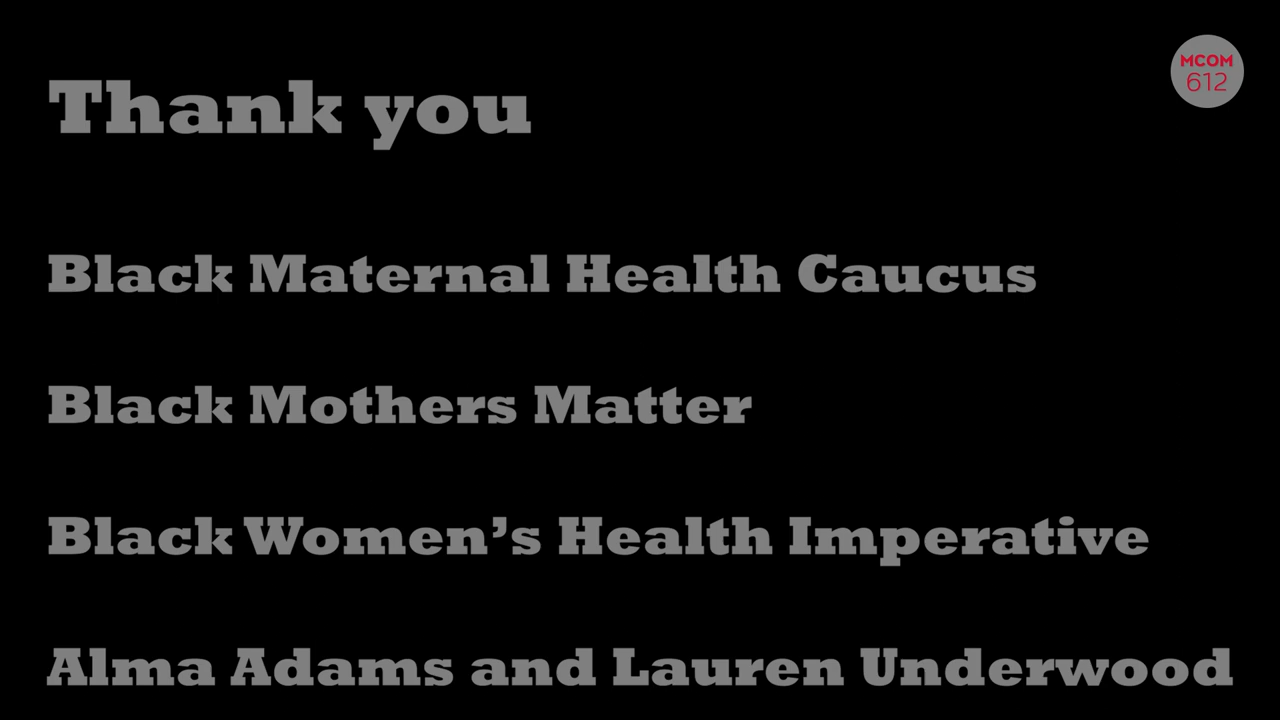 Thank you
MCOM
612
Black Maternal Health Caucus
Black Mothers Matter
Black Women’s Health Imperative
Alma Adams and Lauren Underwood